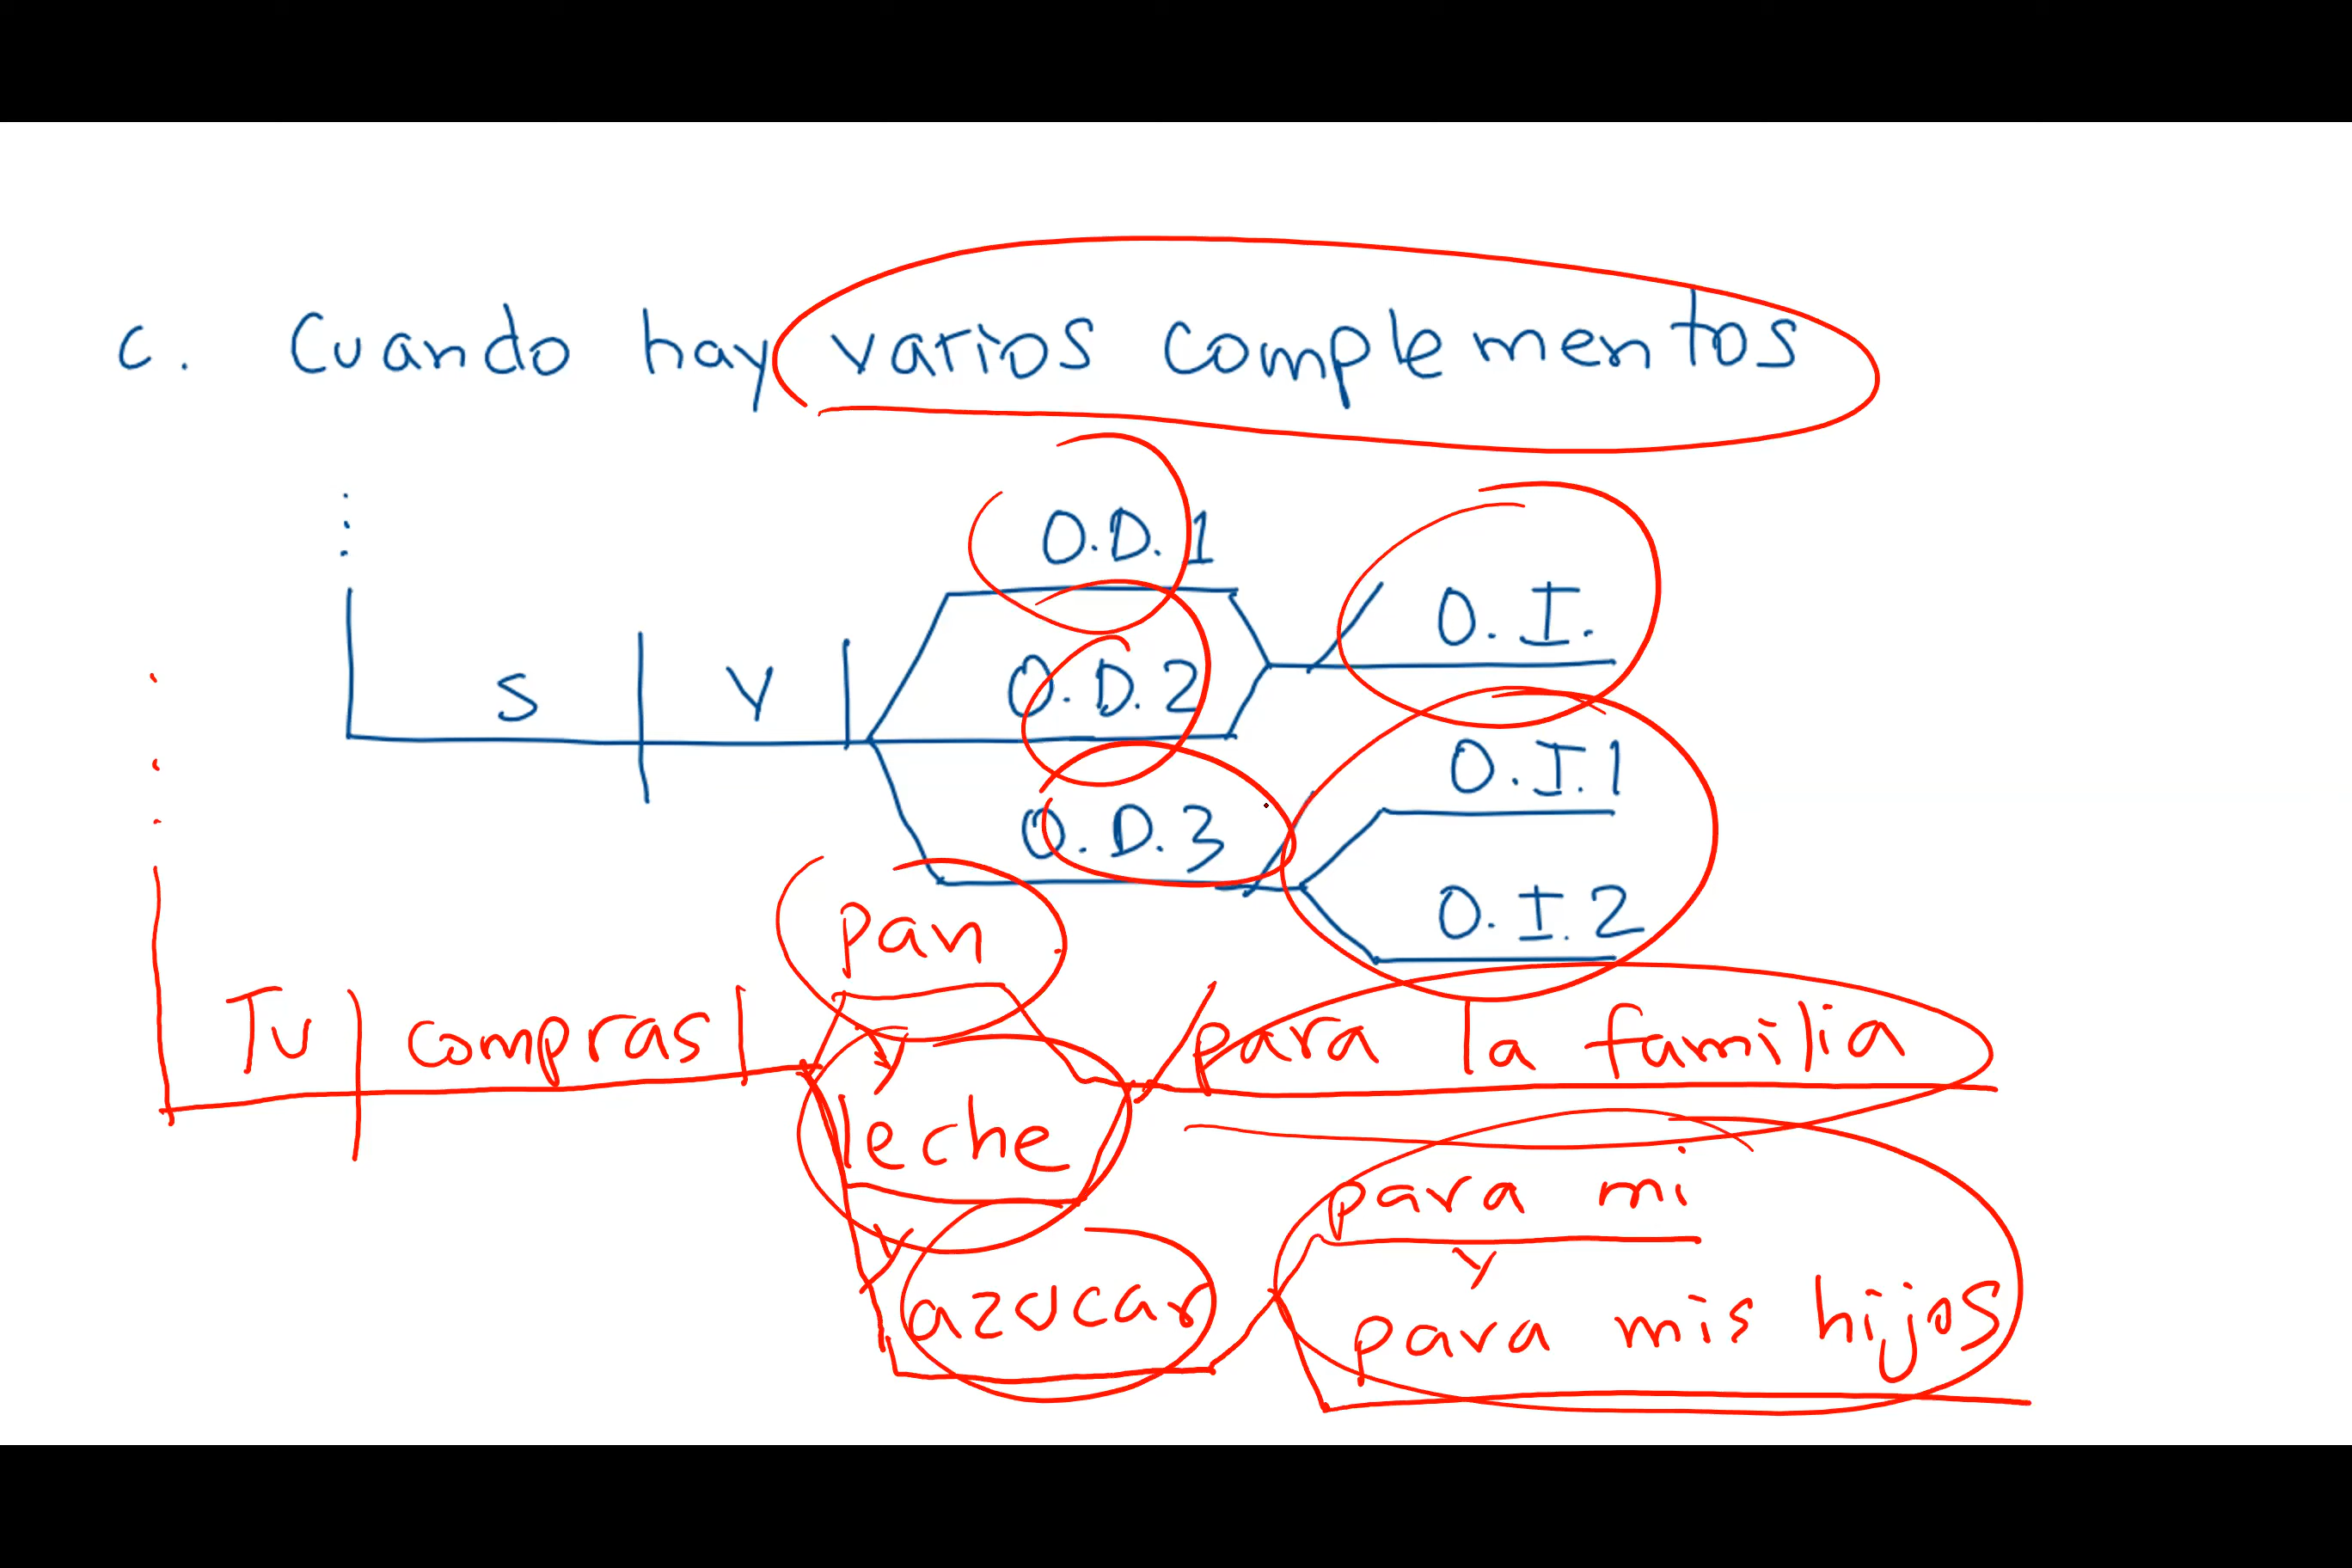 c. Cuando hay varios complementos
O.D.1
O.I.
S V O.D.2
O.I.1
O.D.3
O.I.2
pan
Tu compras y para la familia
leche
para mi
y y
azucar para mis hijos